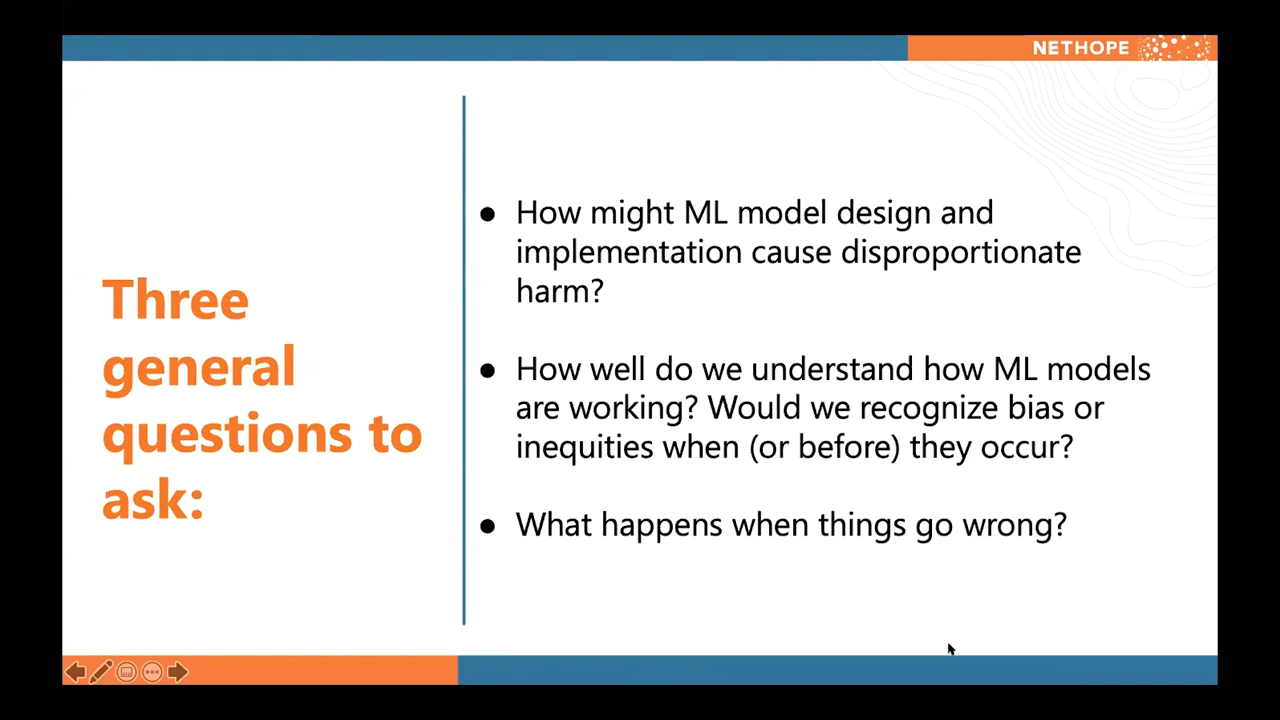 NETHOPE
Three
general
questions to
ask:
● How might ML model design and
implementation cause disproportionate
harm?
● How well do we understand how ML models
are working? Would we recognize bias or
inequities when (or before) they occur?
● What happens when things go wrong?